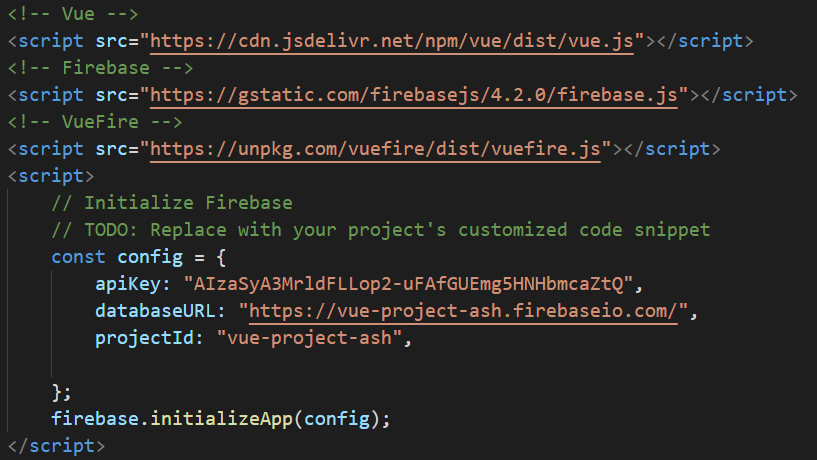 <!-- Vue -->
<script src="https://cdn.jsdelivr.net/npm/vue/dist/vue.js"></script>
<!-- Firebase -->
<script src="https://gstatic.com/firebasejs/4.2.0/firebase.js"></script>
<!-- VueFire -->
<script src="https://unpkg.com/vuefire/dist/vuefire.js"></script>
<script>
    // Initialize Firebase
    // TODO: Replace with your project's customized code snippet
    const config = {
        apiKey: "AIzaSyA3MrldFLLop2-uFAfGUEmg5HNHbmcaZtQ",
        databaseURL: "https://vue-project-ash.firebaseio.com/",
        projectId: "vue-project-ash",
    };
    firebase.initializeApp(config);
</script>